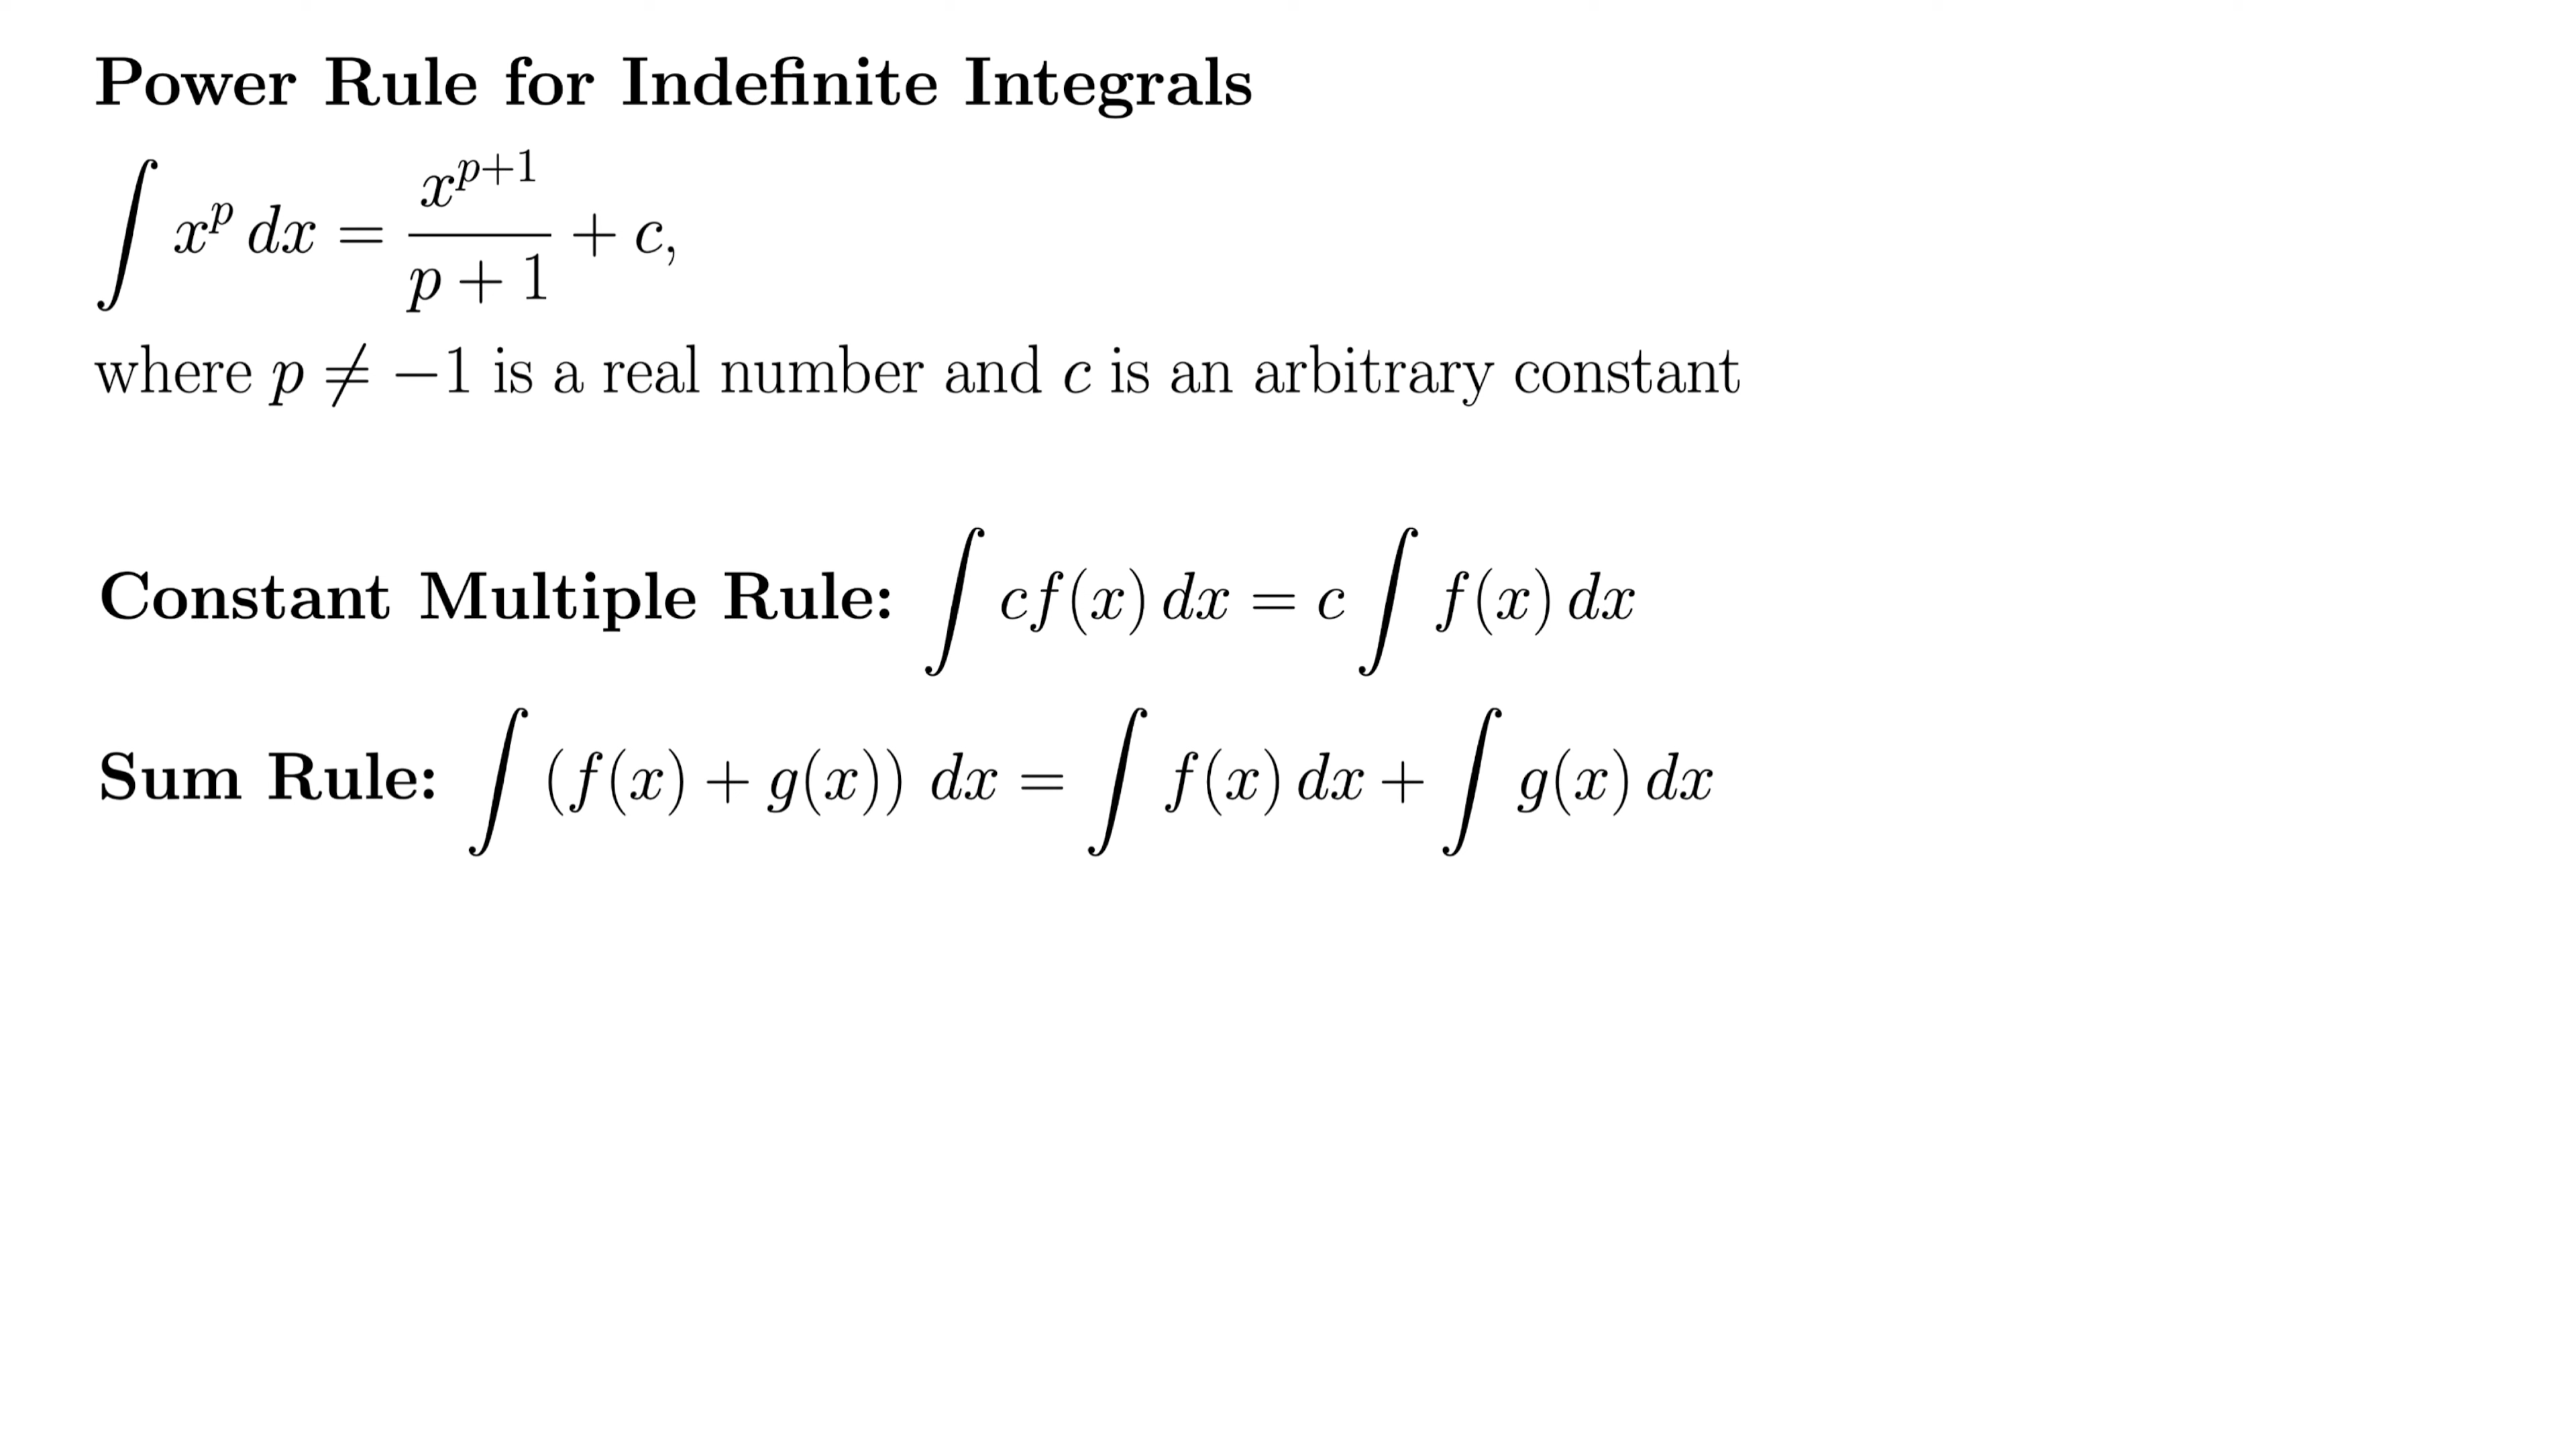 Power Rule for Indefinite Integrals
∫ x^p dx = x^{p+1}/(p+1) + c,
where p ≠ −1 is a real number and c is an arbitrary constant
Constant Multiple Rule: ∫ cf(x) dx = c ∫ f(x) dx
Sum Rule: ∫ (f(x) + g(x)) dx = ∫ f(x) dx + ∫ g(x) dx